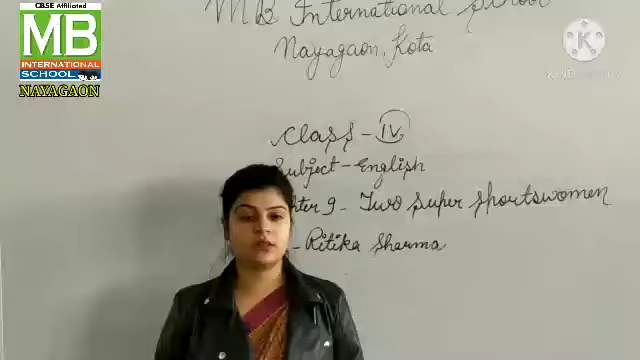 CBSE Affiliated
MB
INTERNATIONAL
SCHOOL
NAYAGAON
MB International School
Nayagaon, Kota
KINEMASTER
Class - IV
Subject - English
Chapter 9 - Two Super Sportswomen
- Ritika Sharma